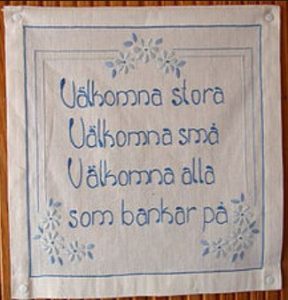 Välkomna stora
Välkomna små
Välkomna alla
som bankar på